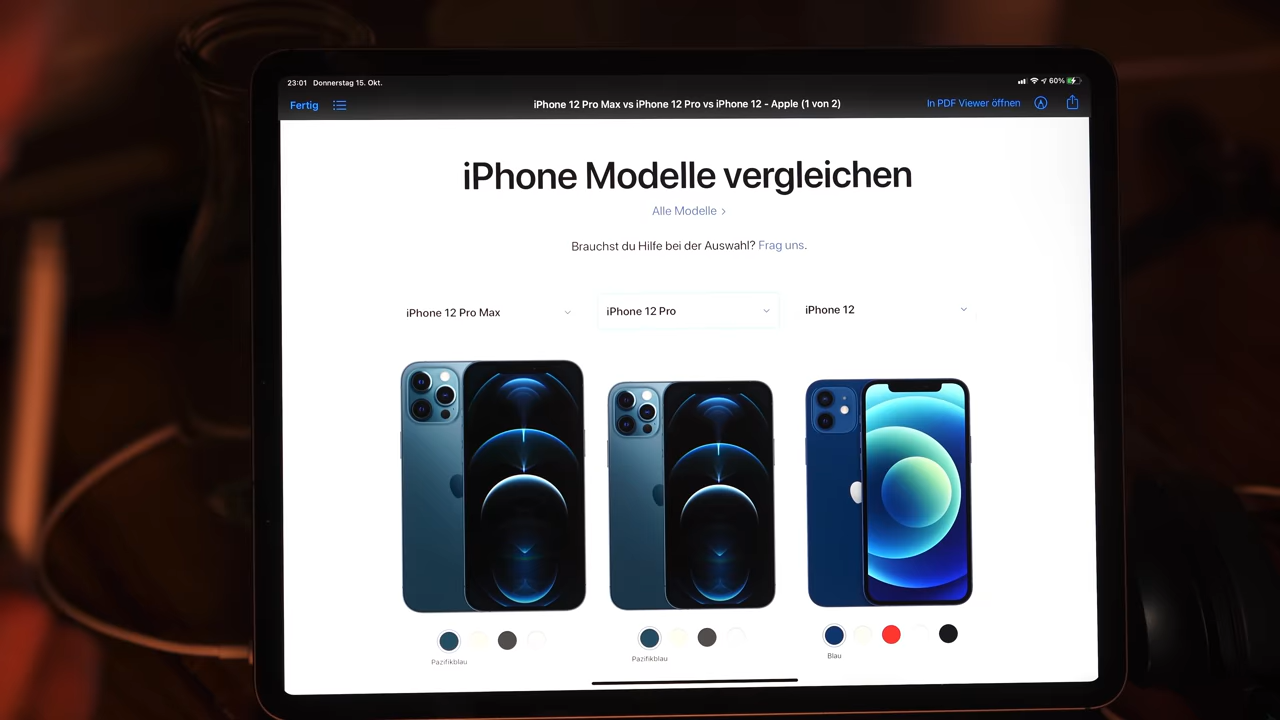 23:01 Donnerstag 15. Okt.
60%
Fertig
iPhone 12 Pro Max vs iPhone 12 Pro vs iPhone 12 - Apple (1 von 2)
In PDF Viewer öffnen
iPhone Modelle vergleichen
Alle Modelle >
Brauchst du Hilfe bei der Auswahl? Frag uns.
iPhone 12 Pro Max
iPhone 12 Pro
iPhone 12
Pazifikblau
Pazifikblau
Blau